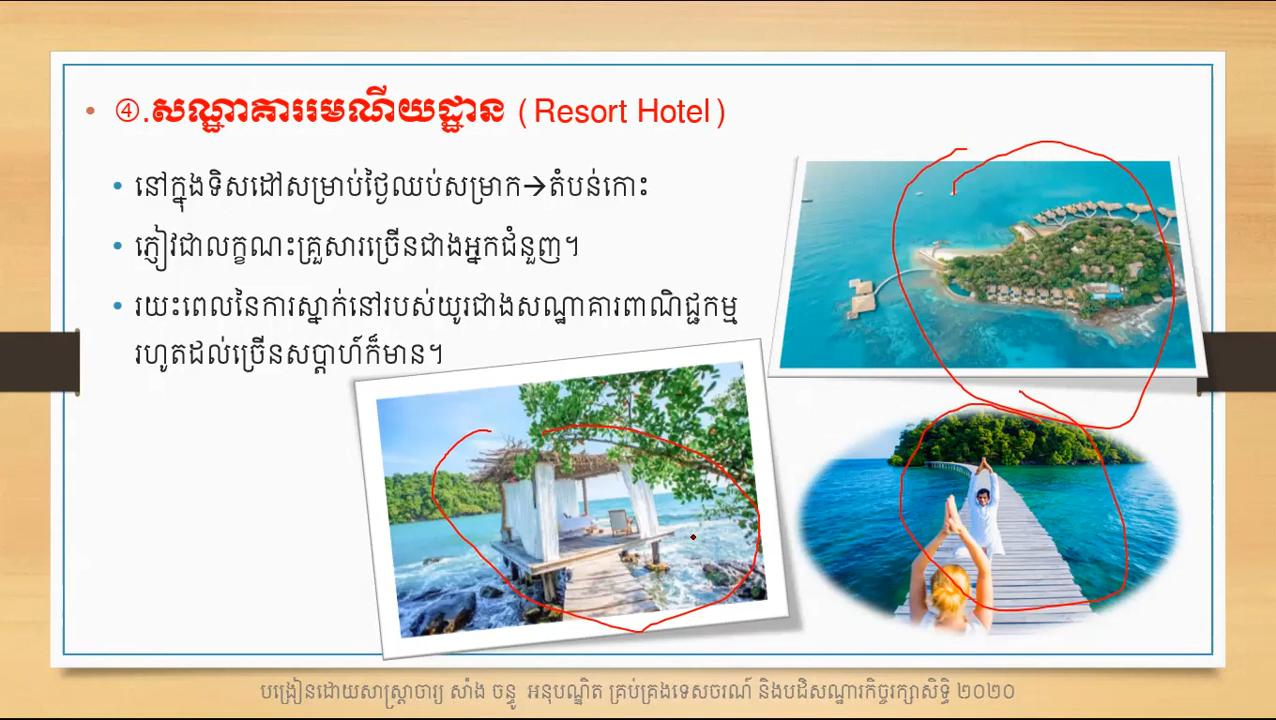 ④.សណ្ឋាគាររមណីយដ្ឋាន (Resort Hotel)
នៅក្នុងទិសដៅសម្រាប់ថ្ងៃឈប់សម្រាក→តំបន់កោះ
ភ្ញៀវជាលក្ខណះគ្រួសារច្រើនជាងអ្នកជំនួញ។
រយះពេលនៃការស្នាក់នៅរបស់យូរជាងសណ្ឋាគារពាណិជ្ជកម្ម
រហូតដល់ច្រើនសប្តាហ៍ក៏មាន។
បង្រៀនដោយសាស្ត្រាចារ្យ សាំង ចន្ធូ អនុបណ្ឌិត គ្រប់គ្រងទេសចរណ៍ និងបដិសណ្ឋារកិច្ចរក្សាសិទ្ធិ ២០២០